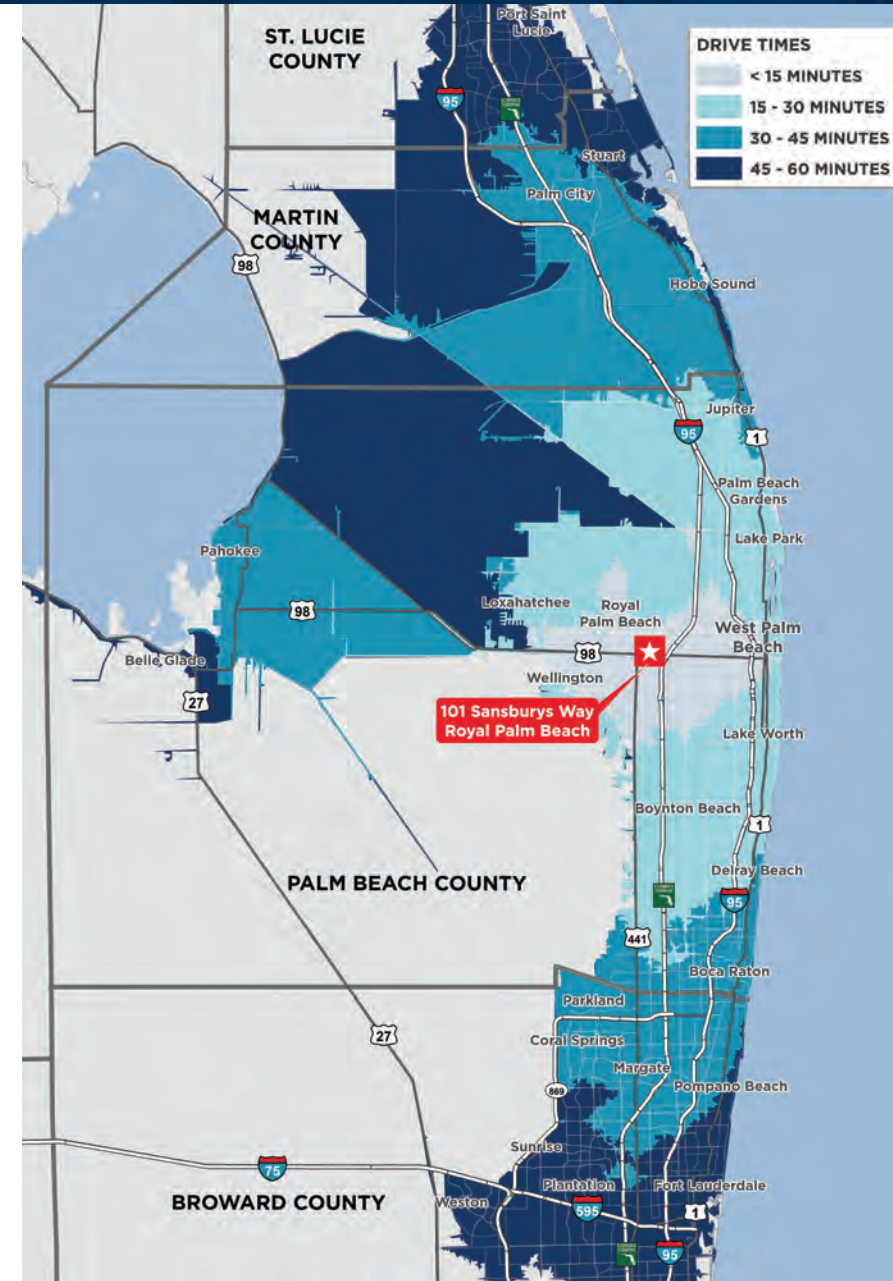 Port Saint
Lucie
ST. LUCIE
COUNTY
DRIVE TIMES
< 15 MINUTES
15 - 30 MINUTES
30 - 45 MINUTES
45 - 60 MINUTES
95
Stuart
Palm City
MARTIN
COUNTY
98
Hobe Sound
Jupiter
95
1
Palm Beach
Gardens
Lake Park
Pahokee
98
Loxahatchee
Royal
Palm Beach
West Palm
Beach
98
Belle Glade
Wellington
27
101 Sansburys Way
Royal Palm Beach
Lake Worth
Boynton Beach
1
Delray Beach
PALM BEACH COUNTY
95
441
Boca Raton
Parkland
27
Coral Springs
Margate
Pompano Beach
869
Sunrise
75
Plantation
Fort Lauderdale
BROWARD COUNTY
Weston
595
1
95